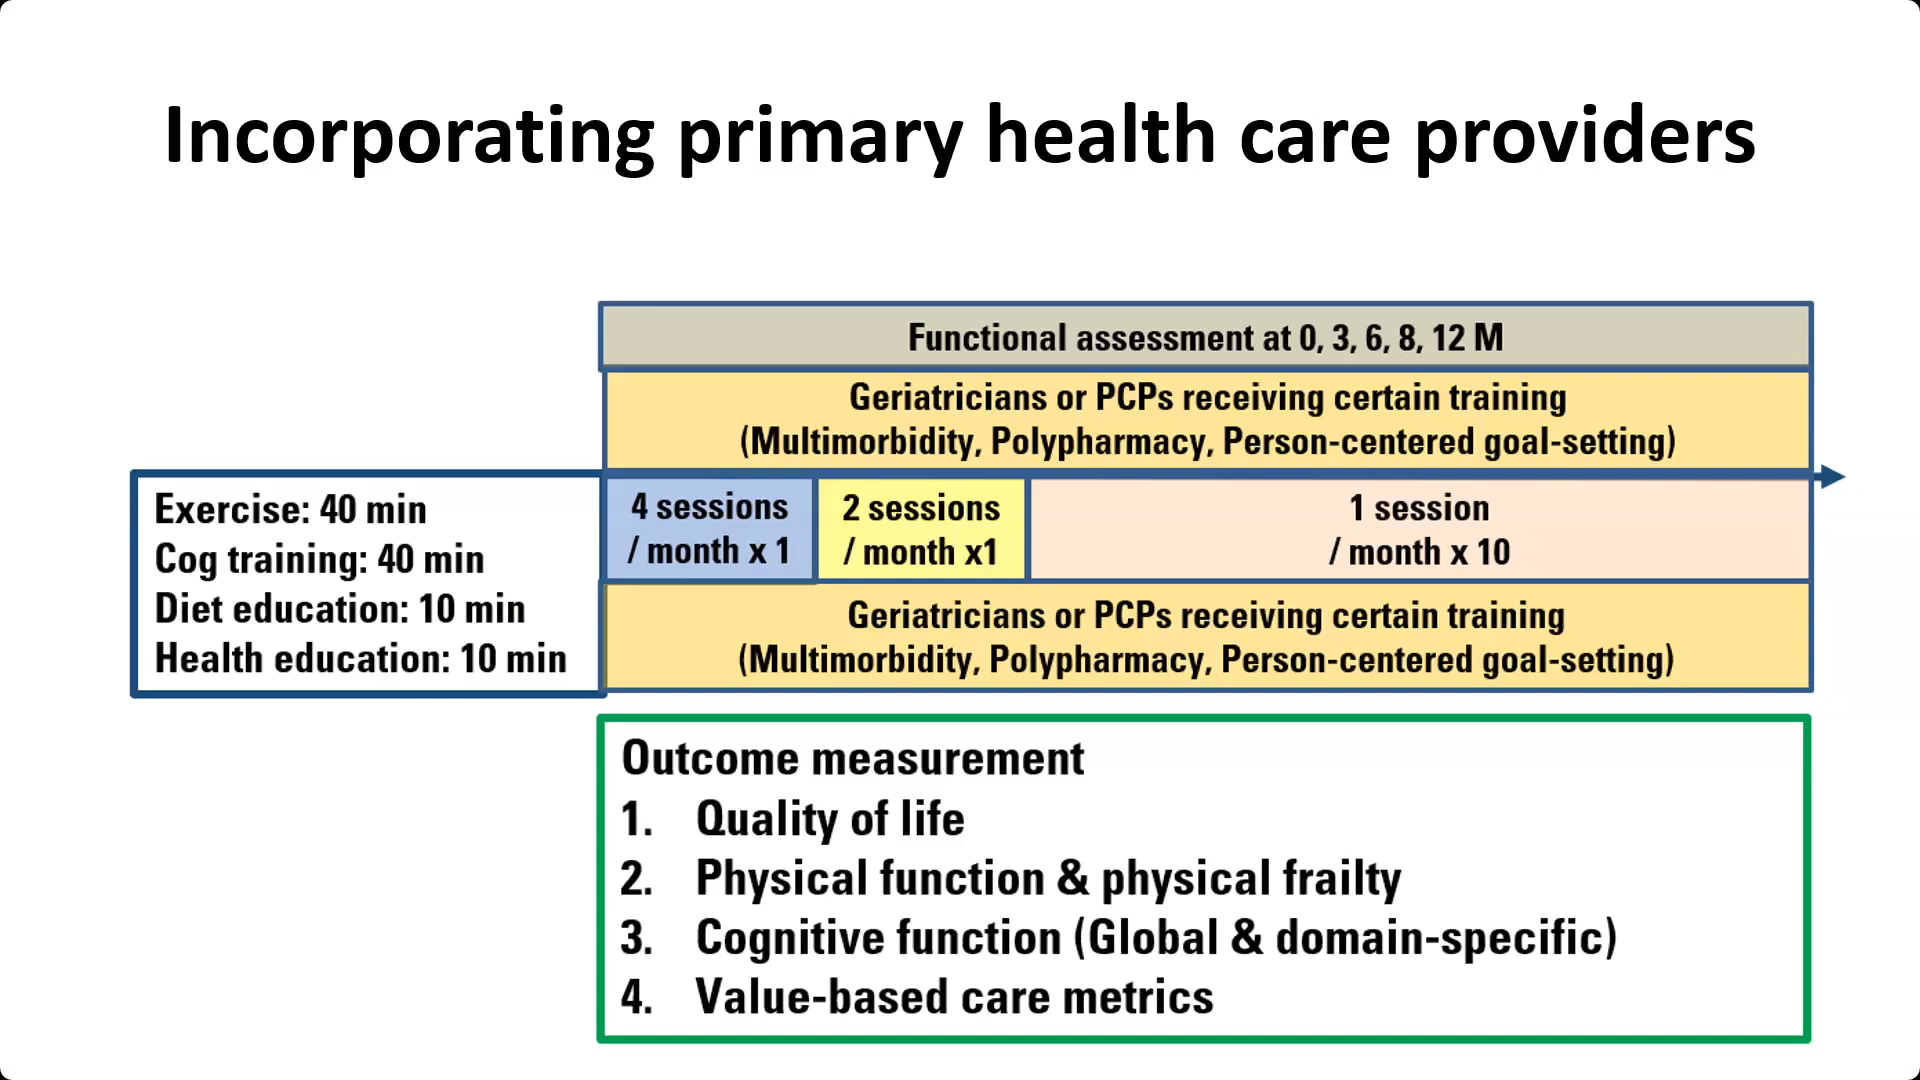 Incorporating primary health care providers
Functional assessment at 0, 3, 6, 8, 12 M
Geriatricians or PCPs receiving certain training
(Multimorbidity, Polypharmacy, Person-centered goal-setting)
Exercise: 40 min
Cog training: 40 min
Diet education: 10 min
Health education: 10 min
4 sessions
/ month x 1
2 sessions
/ month x1
1 session
/ month x 10
Geriatricians or PCPs receiving certain training
(Multimorbidity, Polypharmacy, Person-centered goal-setting)
Outcome measurement
1. Quality of life
2. Physical function & physical frailty
3. Cognitive function (Global & domain-specific)
4. Value-based care metrics